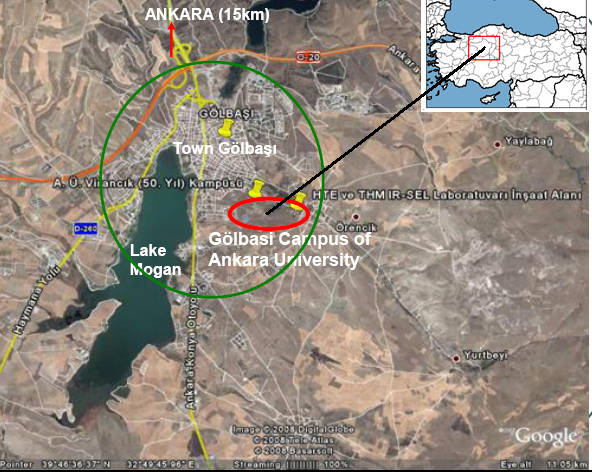 ANKARA (15km)
O-20
Ankara
GÖLBAŞI
Town Gölbaşı
Yaylabağ
A. Ü. Virancık (50. Yıl) Kampüsü
HTE ve THM IR-SEL Laboratuvarı İnşaat Alanı
Örencik
D-260
Gölbasi Campus of
Ankara University
Lake
Mogan
Haymana Yolu
Ankara-Konya Otoyolu
Yurtbeyi
Image © 2008 DigitalGlobe
© 2008 Tele Atlas
© 2008 Basarsoft
© 2008 Google
Pointer 39°46'36.37" N 32°49'45.96" E Streaming |||||||||| 100% Eye alt 11.05 km